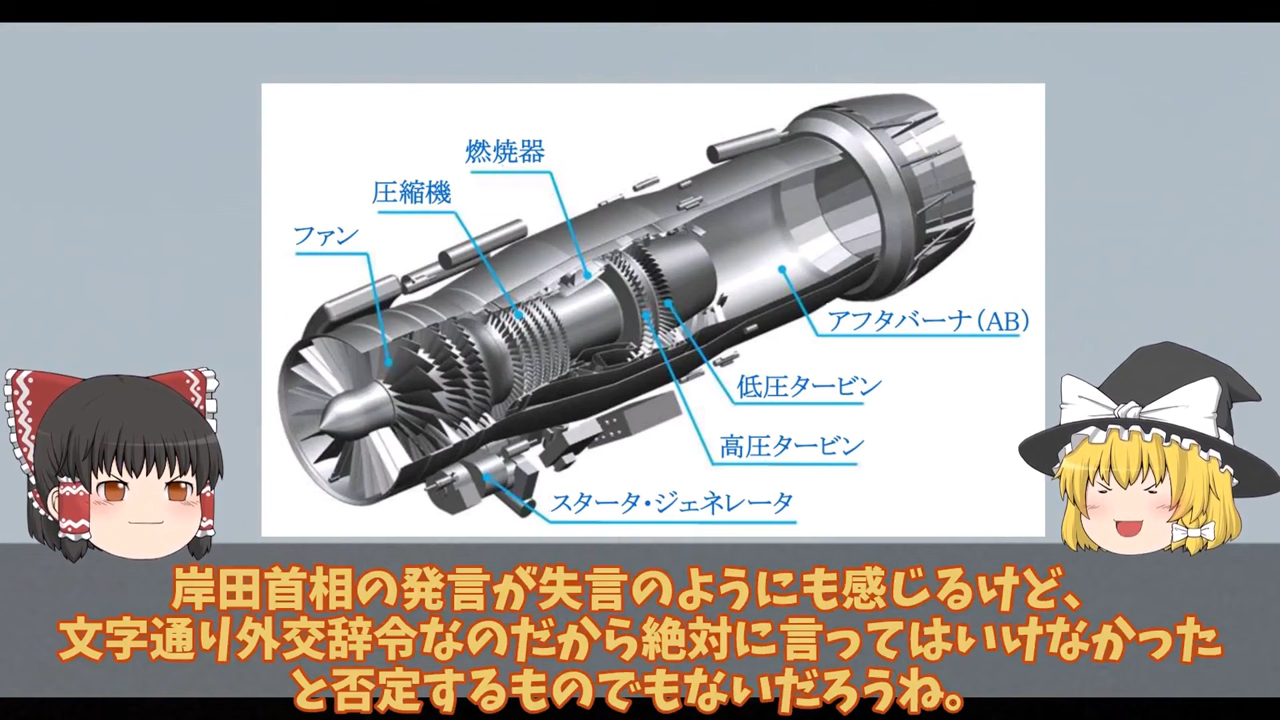 燃焼器
圧縮機
ファン
アフタバーナ(AB)
低圧タービン
高圧タービン
スタータ・ジェネレータ
岸田首相の発言が失言のようにも感じるけど、
文字通り外交辞令なのだから絶対に言ってはいけなかった
と否定するものでもないだろうね。